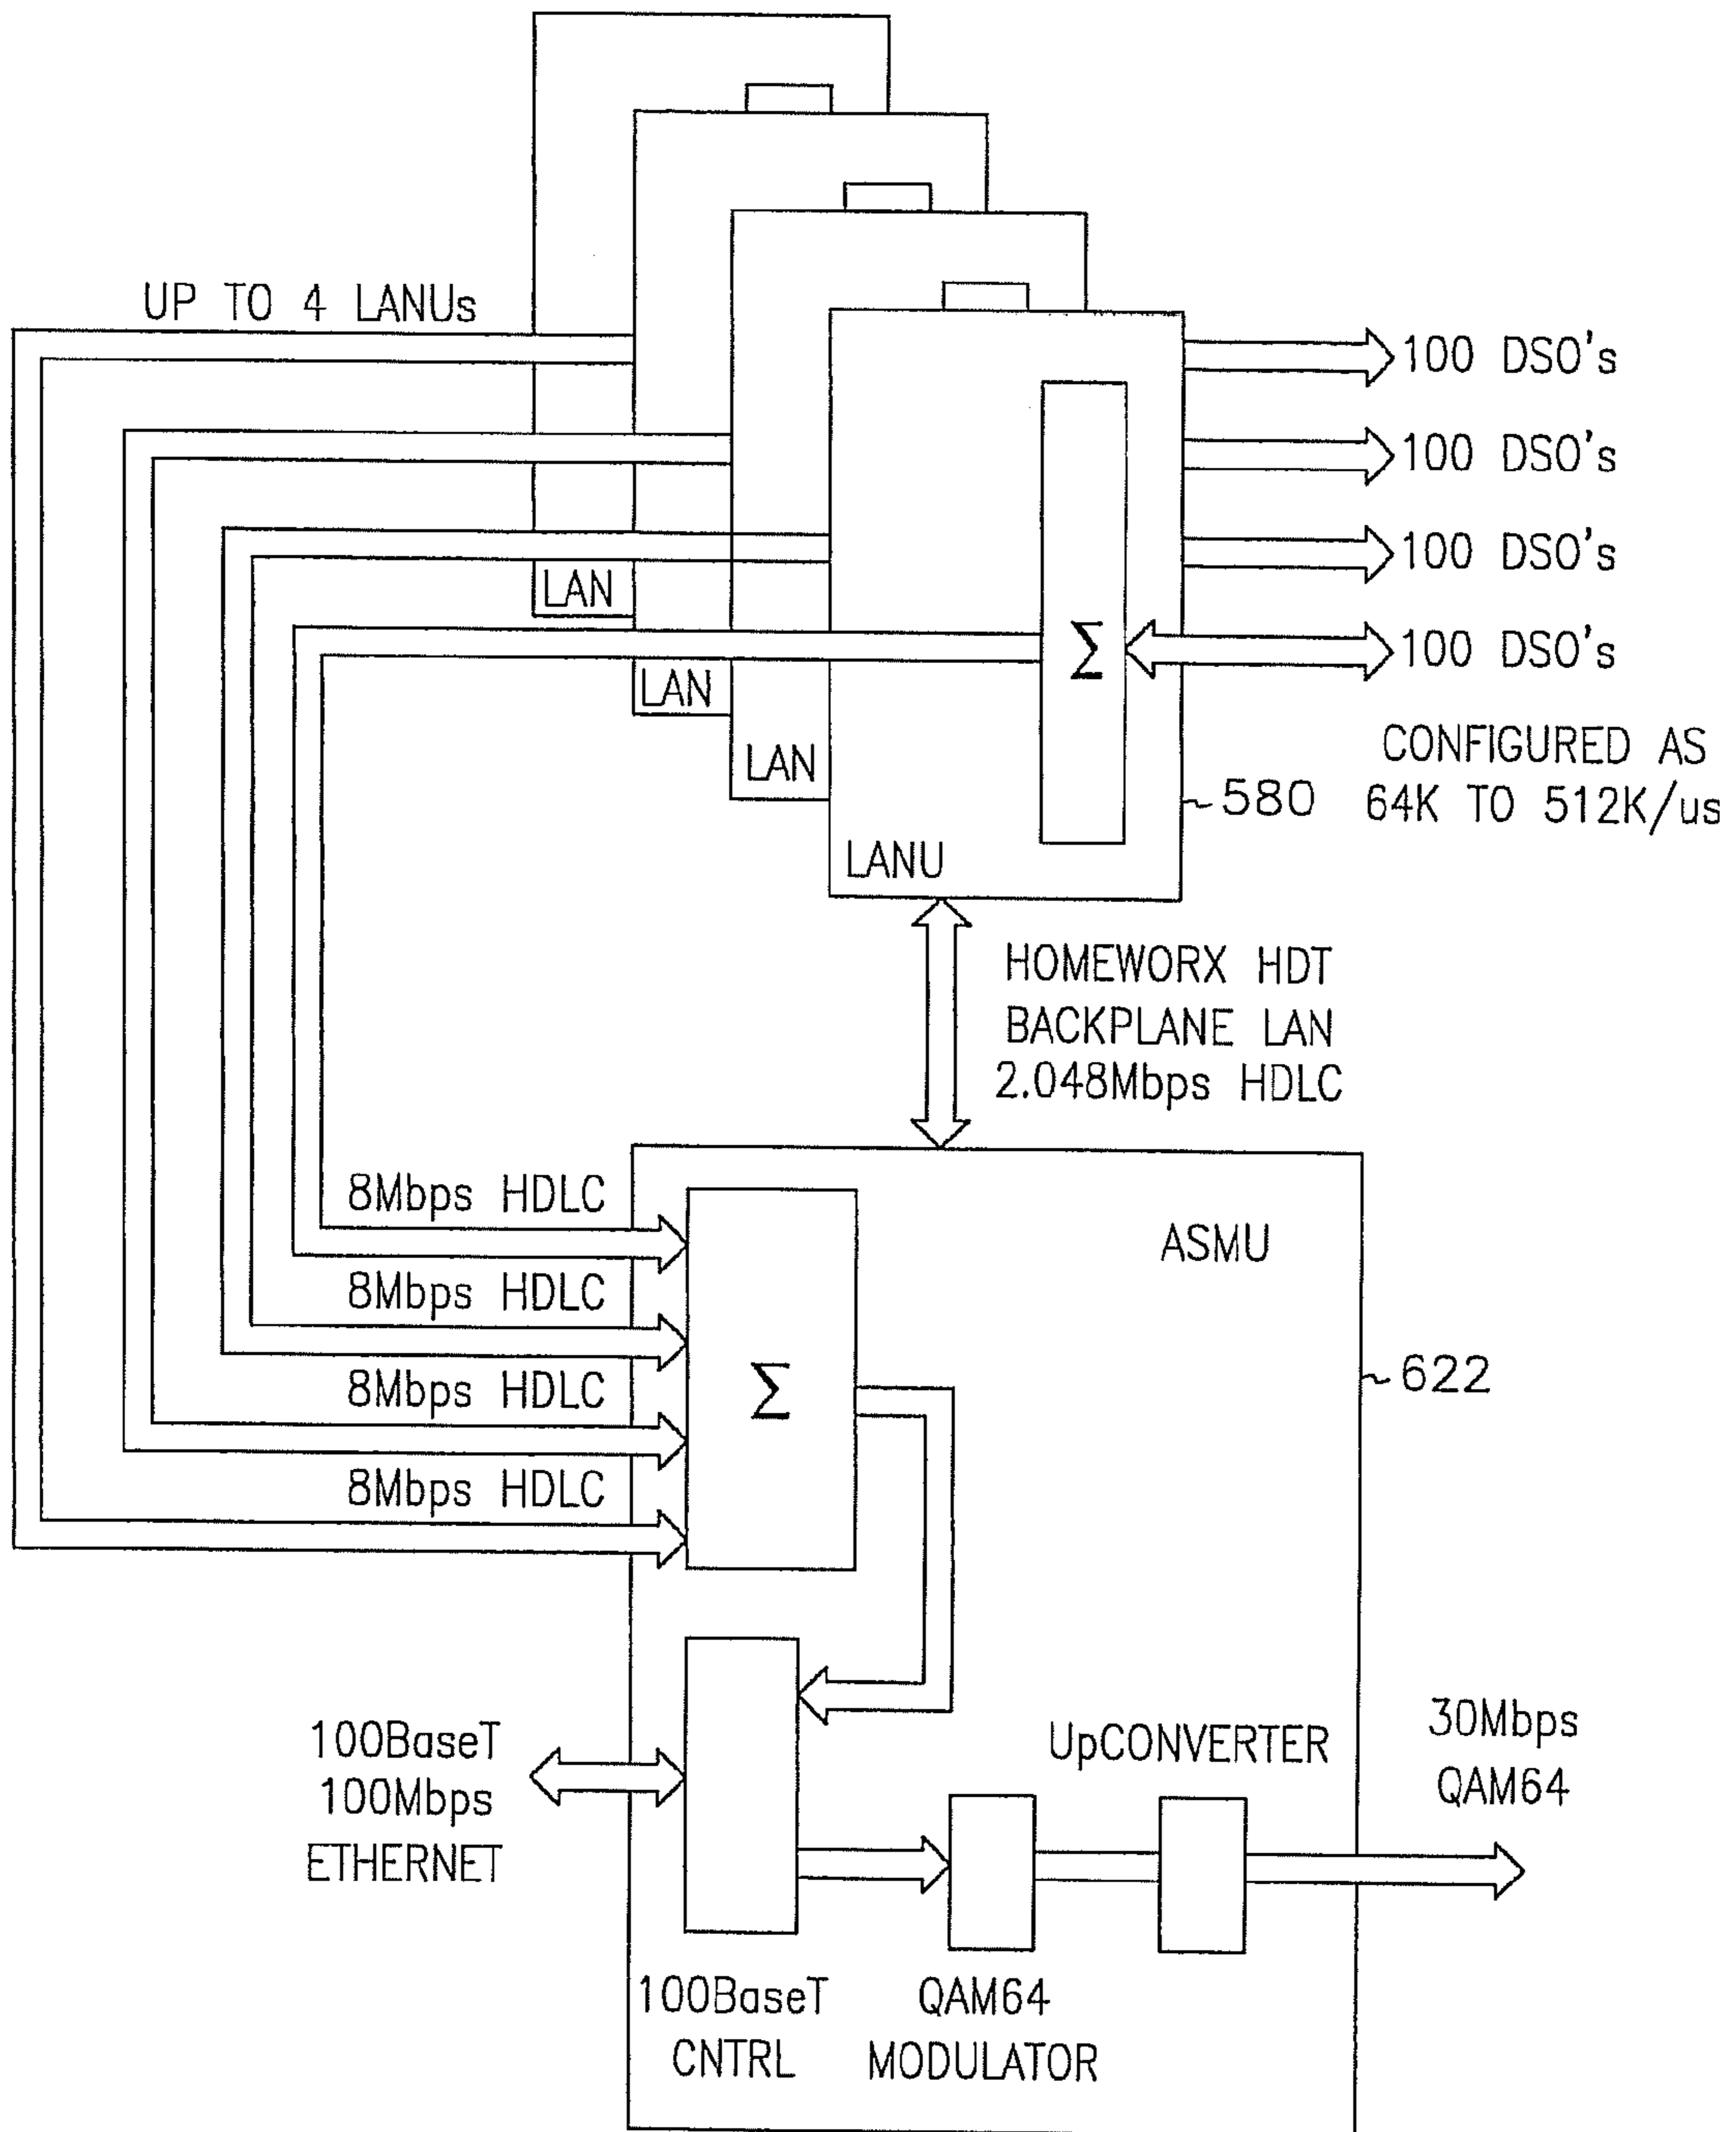 UP TO 4 LANUs
100 DSO's
100 DSO's
100 DSO's
LAN
Σ
100 DSO's
LAN
LAN
CONFIGURED AS
64K TO 512K/us
580
LANU
HOMEWORX HDT
BACKPLANE LAN
2.048Mbps HDLC
8Mbps HDLC
ASMU
8Mbps HDLC
8Mbps HDLC
Σ
622
8Mbps HDLC
100BaseT
100Mbps
ETHERNET
UpCONVERTER
30Mbps
QAM64
100BaseT
CNTRL
QAM64
MODULATOR